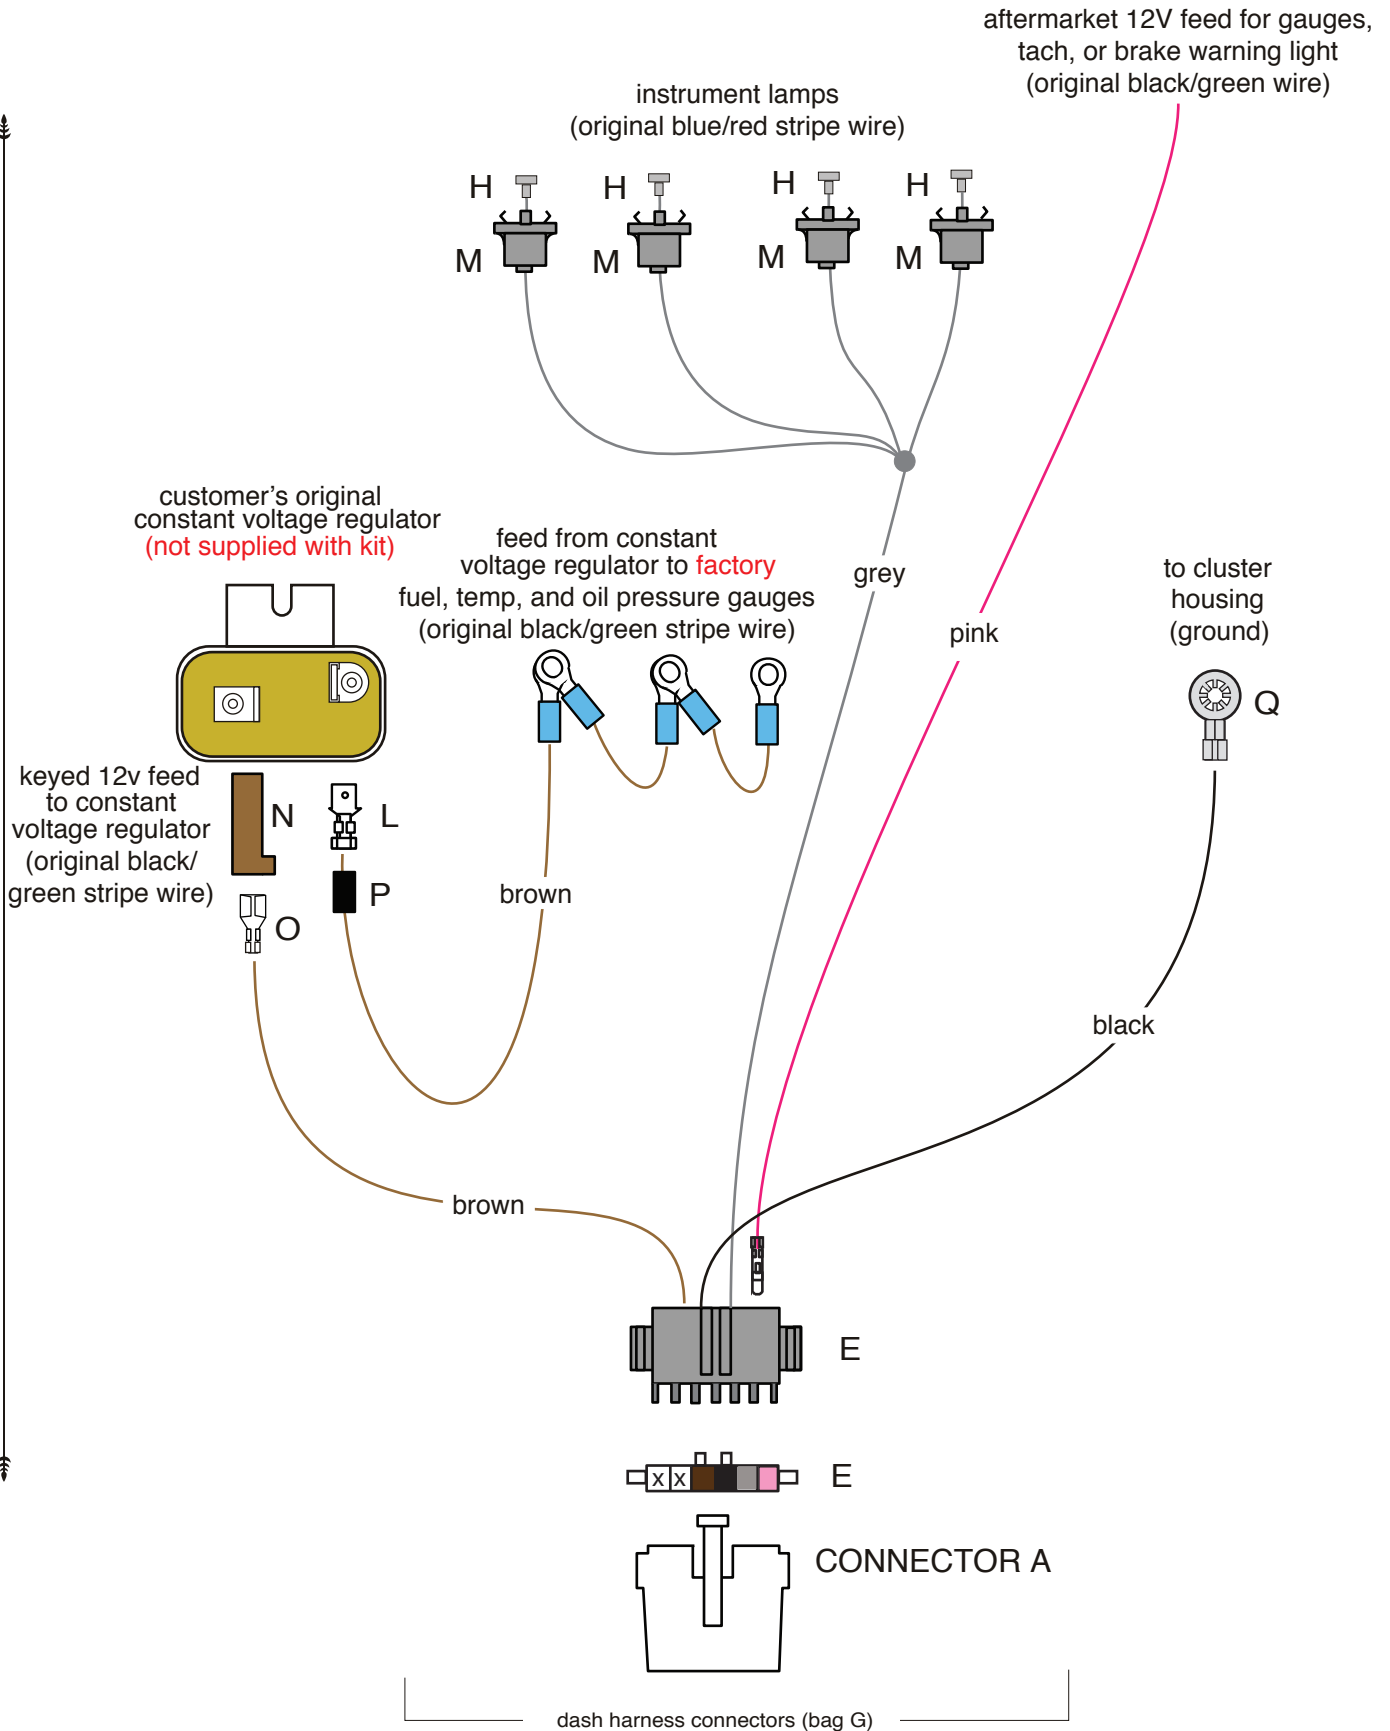 aftermarket 12V feed for gauges,
tach, or brake warning light
(original black/green wire)
instrument lamps
(original blue/red stripe wire)
H
H
H
H
M
M
M
M
customer’s original
constant voltage regulator
(not supplied with kit)
feed from constant
voltage regulator to factory
fuel, temp, and oil pressure gauges
(original black/green stripe wire)
grey
pink
to cluster
housing
(ground)
Q
keyed 12v feed
to constant
voltage regulator
(original black/
green stripe wire)
N
L
P
O
brown
black
brown
E
x x
E
CONNECTOR A
dash harness connectors (bag G)